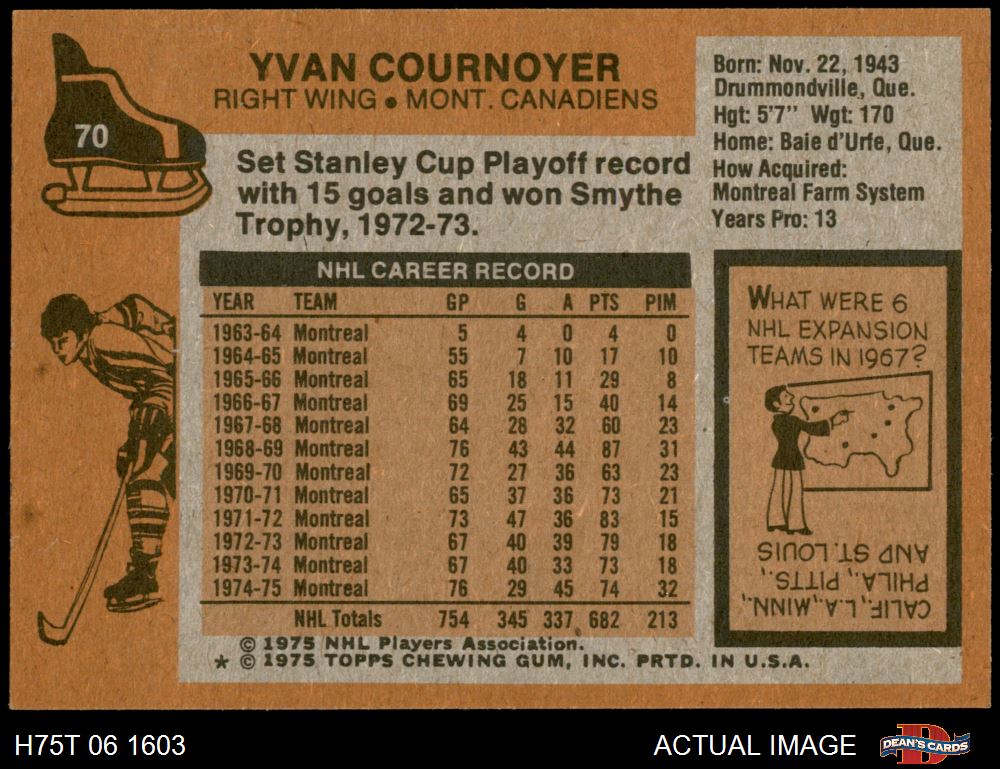 70
YVAN COURNOYER
RIGHT WING • MONT. CANADIENS
Set Stanley Cup Playoff record
with 15 goals and won Smythe
Trophy, 1972-73.
Born: Nov. 22, 1943
Drummondville, Que.
Hgt: 5'7" Wgt: 170
Home: Baie d'Urfe, Que.
How Acquired:
Montreal Farm System
Years Pro: 13
NHL CAREER RECORD
YEAR TEAM GP G A PTS PIM
1963-64 Montreal 5 4 0 4 0
1964-65 Montreal 55 7 10 17 10
1965-66 Montreal 65 18 11 29 8
1966-67 Montreal 69 25 15 40 14
1967-68 Montreal 64 28 32 60 23
1968-69 Montreal 76 43 44 87 31
1969-70 Montreal 72 27 36 63 23
1970-71 Montreal 65 37 36 73 21
1971-72 Montreal 73 47 36 83 15
1972-73 Montreal 67 40 39 79 18
1973-74 Montreal 67 40 33 73 18
1974-75 Montreal 76 29 45 74 32
NHL Totals 754 345 337 682 213
© 1975 NHL Players Association.
* © 1975 TOPPS CHEWING GUM, INC. PRTD. IN U.S.A.
WHAT WERE 6
NHL EXPANSION
TEAMS IN 1967?
CALIF., L.A., MINN.,
PHILA., PITTS.,
AND ST. LOUIS
H75T 06 1603
ACTUAL IMAGE
DEAN'S CARDS